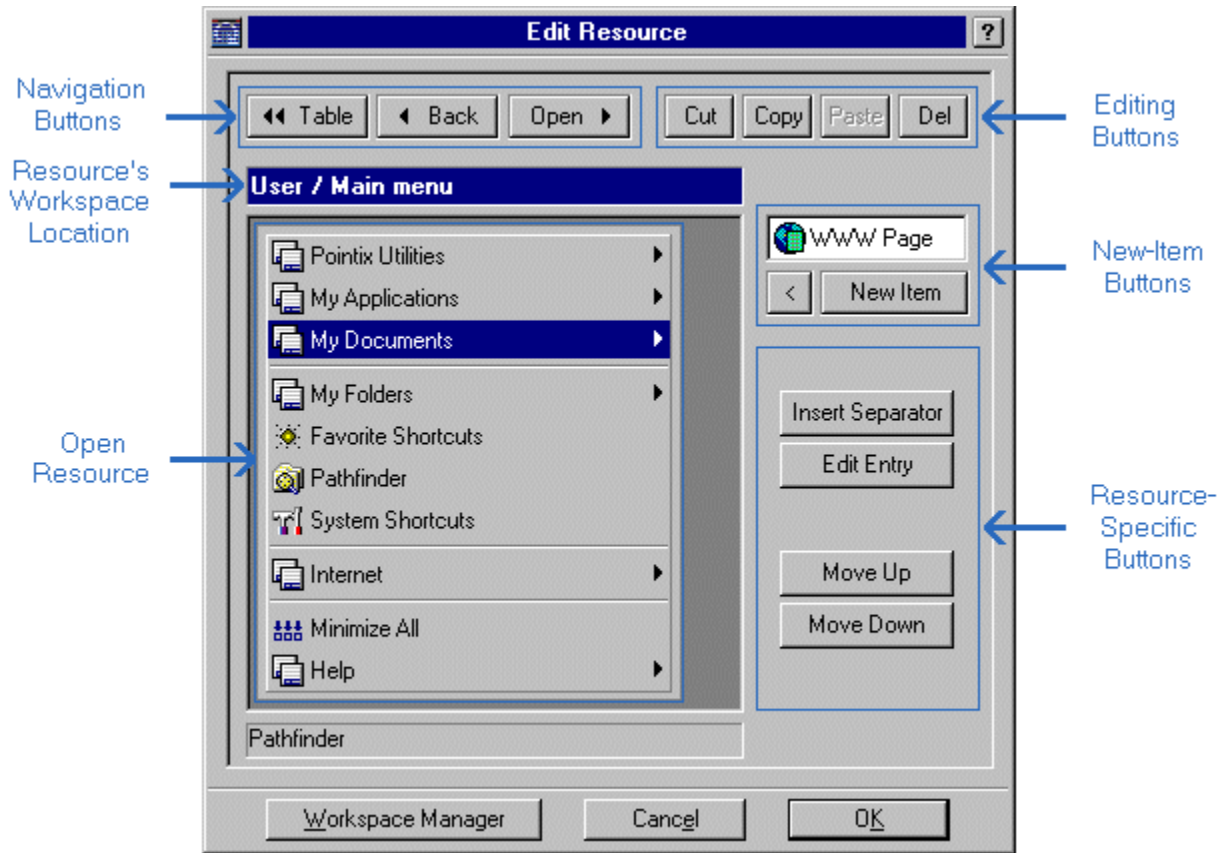 Edit Resource
?
Navigation
Buttons
Table
Back
Open
Cut
Copy
Paste
Del
Editing
Buttons
Resource's
Workspace
Location
User / Main menu
Pointix Utilities
My Applications
My Documents
My Folders
Favorite Shortcuts
Pathfinder
System Shortcuts
Internet
Minimize All
Help
Open
Resource
WWW Page
<
New Item
New-Item
Buttons
Insert Separator
Edit Entry
Move Up
Move Down
Resource-
Specific
Buttons
Pathfinder
Workspace Manager
Cancel
OK